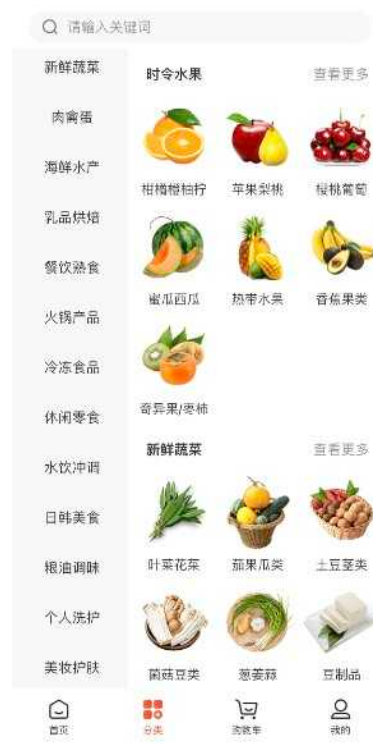 请输入关键词
新鲜蔬菜
肉禽蛋
海鲜水产
乳品烘焙
餐饮熟食
火锅产品
冷冻食品
休闲零食
水饮冲调
日韩美食
粮油调味
个人洗护
美妆护肤
时令水果 查看更多
柑橘橙柚柠 苹果梨桃 樱桃葡萄
蜜瓜西瓜 热带水果 香蕉果类
奇异果/枣柿
新鲜蔬菜 查看更多
叶菜花菜 茄果瓜类 土豆茎类
菌菇豆类 葱姜蒜 豆制品
首页 分类 购物车 我的